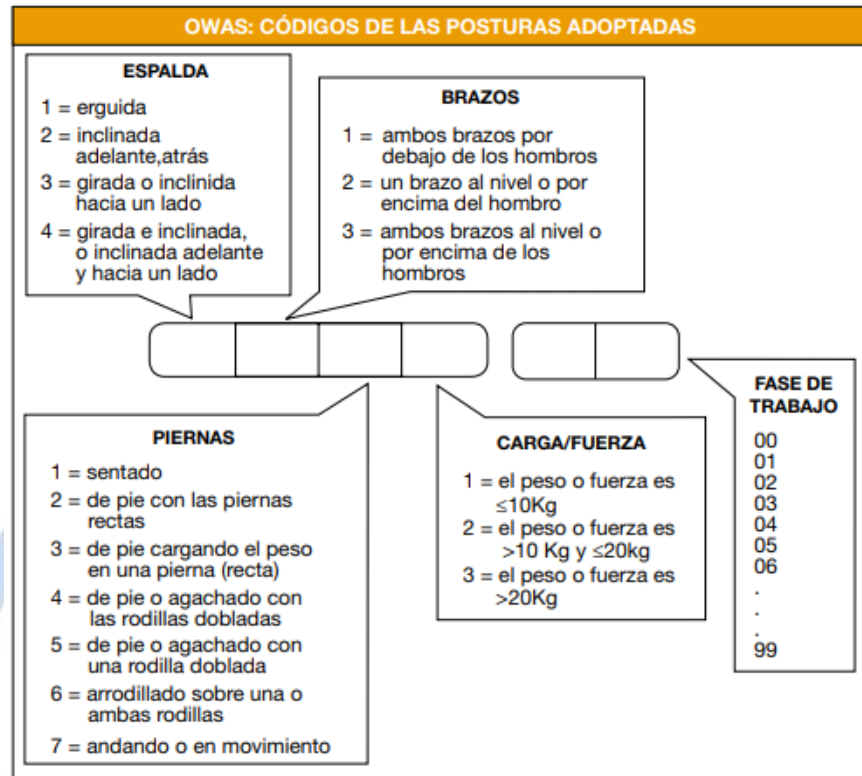 OWAS: CÓDIGOS DE LAS POSTURAS ADOPTADAS
ESPALDA
1 = erguida
2 = inclinada
adelante,atrás
3 = girada o inclinida
hacia un lado
4 = girada e inclinada,
o inclinada adelante
y hacia un lado
BRAZOS
1 = ambos brazos por
debajo de los hombros
2 = un brazo al nivel o por
encima del hombro
3 = ambos brazos al nivel o
por encima de los
hombros
PIERNAS
1 = sentado
2 = de pie con las piernas
rectas
3 = de pie cargando el peso
en una pierna (recta)
4 = de pie o agachado con
las rodillas dobladas
5 = de pie o agachado con
una rodilla doblada
6 = arrodillado sobre una o
ambas rodillas
7 = andando o en movimiento
CARGA/FUERZA
1 = el peso o fuerza es
≤10Kg
2 = el peso o fuerza es
>10 Kg y ≤20kg
3 = el peso o fuerza es
>20Kg
FASE DE
TRABAJO
00
01
02
03
04
05
06
.
.
.
99